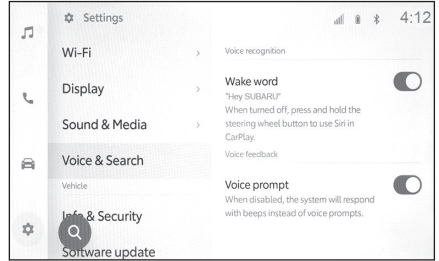 Settings
4:12
Wi-Fi
Display
Sound & Media
Voice & Search
Vehicle
Info & Security
Software update
Voice recognition
Wake word
"Hey SUBARU"
When turned off, press and hold the
steering wheel button to use Siri in
CarPlay.
Voice feedback
Voice prompt
When disabled, the system will respond
with beeps instead of voice prompts.